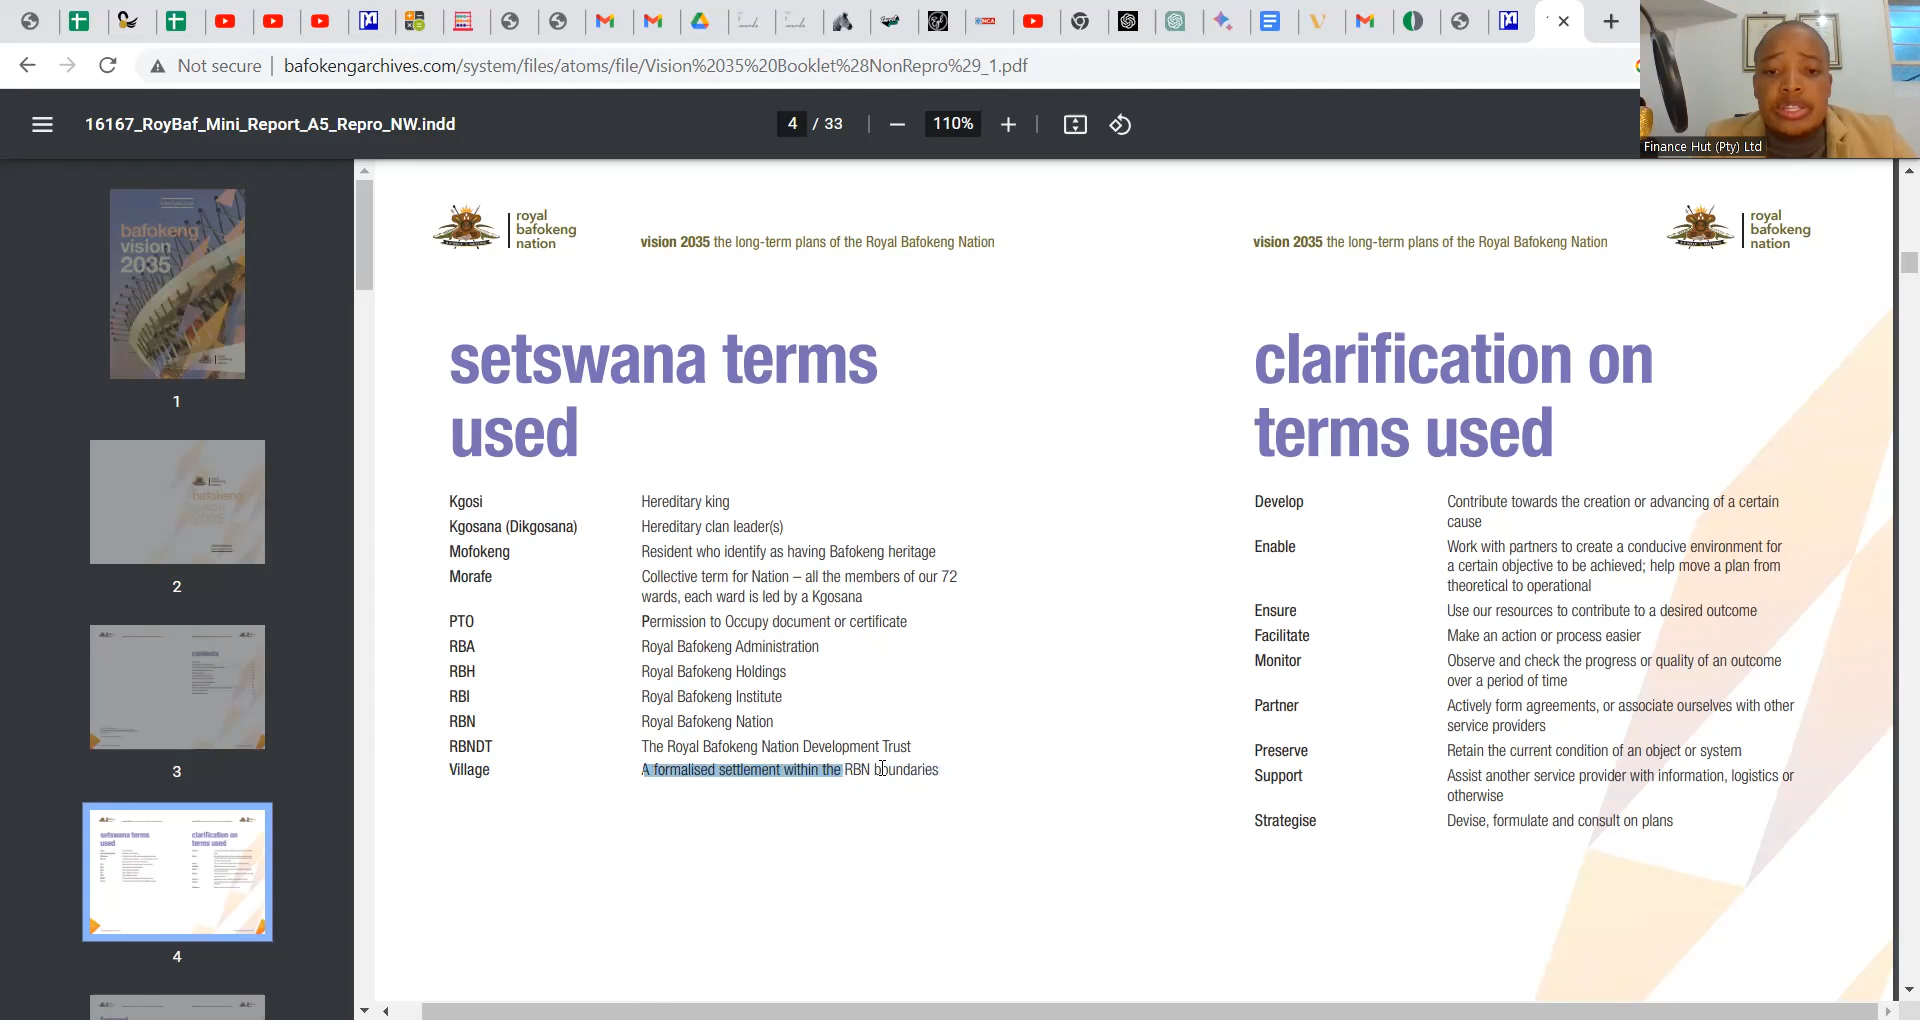 Not secure
bafokengarchives.com/system/files/atoms/file/Vision%2035%20Booklet%28NonRepro%29_1.pdf
16167_RoyBaf_Mini_Report_A5_Repro_NW.indd
4 / 33
110%
Finance Hut (Pty) Ltd
bafokeng
vision
2035
1
2
contents
3
setswana terms
used
clarification on
terms used
4
royal
bafokeng
nation
vision 2035 the long-term plans of the Royal Bafokeng Nation
setswana terms
used
Kgosi Hereditary king
Kgosana (Dikgosana) Hereditary clan leader(s)
Mofokeng Resident who identify as having Bafokeng heritage
Morafe Collective term for Nation – all the members of our 72
wards, each ward is led by a Kgosana
PTO Permission to Occupy document or certificate
RBA Royal Bafokeng Administration
RBH Royal Bafokeng Holdings
RBI Royal Bafokeng Institute
RBN Royal Bafokeng Nation
RBNDT The Royal Bafokeng Nation Development Trust
Village A formalised settlement within the RBN boundaries
vision 2035 the long-term plans of the Royal Bafokeng Nation
royal
bafokeng
nation
clarification on
terms used
Develop Contribute towards the creation or advancing of a certain
cause
Enable Work with partners to create a conducive environment for
a certain objective to be achieved; help move a plan from
theoretical to operational
Ensure Use our resources to contribute to a desired outcome
Facilitate Make an action or process easier
Monitor Observe and check the progress or quality of an outcome
over a period of time
Partner Actively form agreements, or associate ourselves with other
service providers
Preserve Retain the current condition of an object or system
Support Assist another service provider with information, logistics or
otherwise
Strategise Devise, formulate and consult on plans